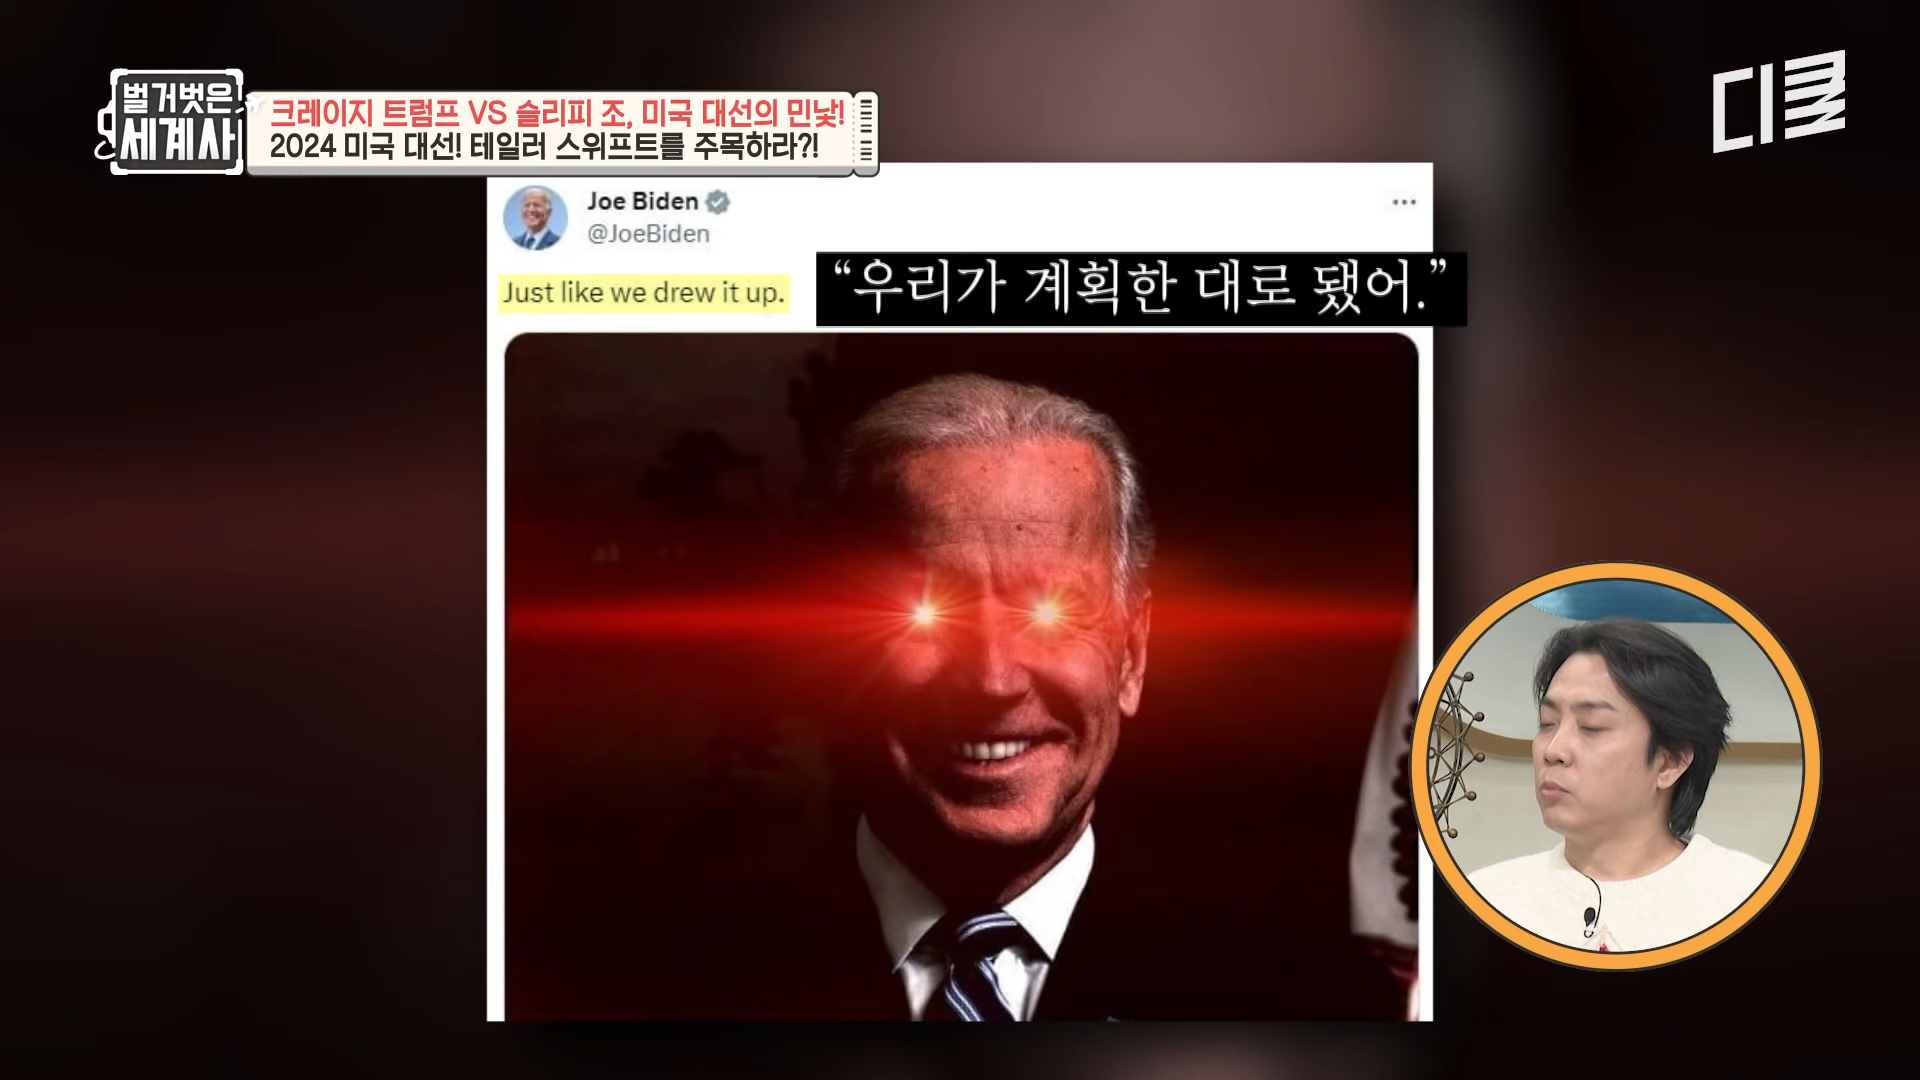 벌거벗은
세계사
크레이지 트럼프 VS 슬리피 조, 미국 대선의 민낯!
2024 미국 대선! 테일러 스위프트를 주목하라?!
디클
Joe Biden
@JoeBiden
Just like we drew it up.
“우리가 계획한 대로 됐어.”